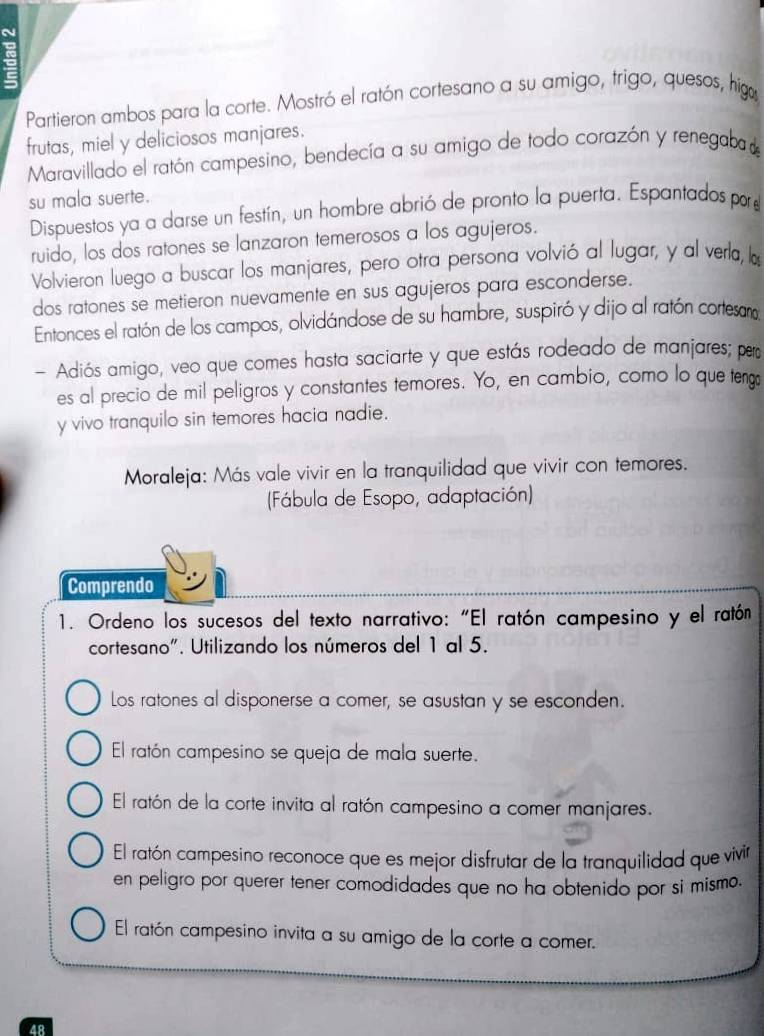 Unidad 2
Partieron ambos para la corte. Mostró el ratón cortesano a su amigo, trigo, quesos, higos
frutas, miel y deliciosos manjares.
Maravillado el ratón campesino, bendecía a su amigo de todo corazón y renegaba de
su mala suerte.
Dispuestos ya a darse un festín, un hombre abrió de pronto la puerta. Espantados por el
ruido, los dos ratones se lanzaron temerosos a los agujeros.
Volvieron luego a buscar los manjares, pero otra persona volvió al lugar, y al verla, los
dos ratones se metieron nuevamente en sus agujeros para esconderse.
Entonces el ratón de los campos, olvidándose de su hambre, suspiró y dijo al ratón cortesano:
– Adiós amigo, veo que comes hasta saciarte y que estás rodeado de manjares; pero
es al precio de mil peligros y constantes temores. Yo, en cambio, como lo que tengo
y vivo tranquilo sin temores hacia nadie.
Moraleja: Más vale vivir en la tranquilidad que vivir con temores.
(Fábula de Esopo, adaptación)
Comprendo
1. Ordeno los sucesos del texto narrativo: "El ratón campesino y el ratón
cortesano". Utilizando los números del 1 al 5.
Los ratones al disponerse a comer, se asustan y se esconden.
El ratón campesino se queja de mala suerte.
El ratón de la corte invita al ratón campesino a comer manjares.
El ratón campesino reconoce que es mejor disfrutar de la tranquilidad que vivir
en peligro por querer tener comodidades que no ha obtenido por si mismo.
El ratón campesino invita a su amigo de la corte a comer.
48